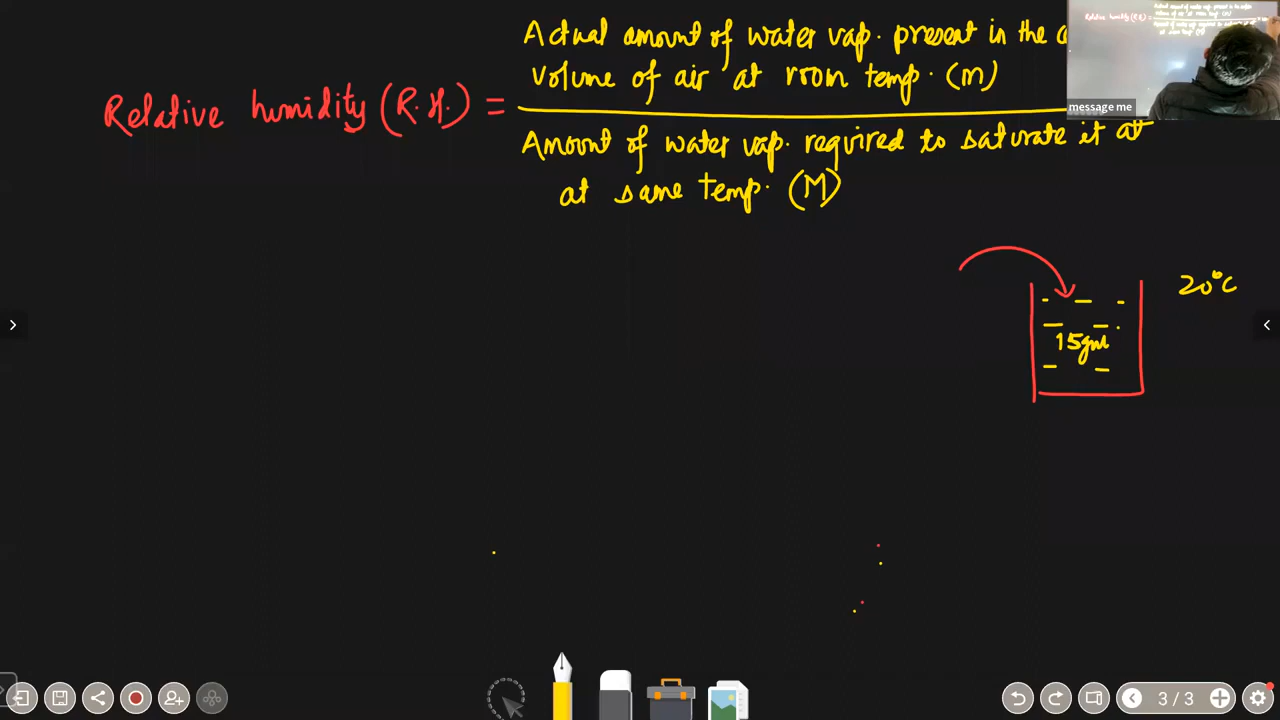 Actual amount of water vap. present in the
volume of air at room temp. (m)
Relative humidity (R.H.) =
Amount of water vap. required to saturate it at
at same temp. (M)
message me
20°C
15gm
3/3